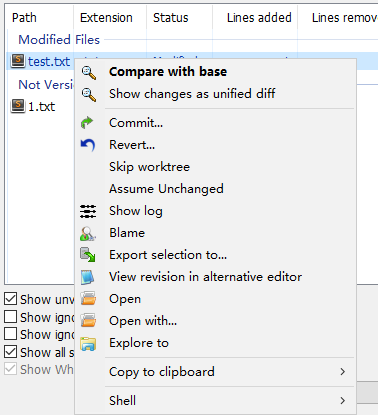 Path Extension Status Lines added Lines remov
Modified Files
test.txt
Compare with base
Not Versi
Show changes as unified diff
1.txt
Commit...
Revert...
Skip worktree
Assume Unchanged
Show log
Blame
Export selection to...
View revision in alternative editor
Show unv
Open
Show igno
Open with...
Show igno
Explore to
Show all s
Show Wh
Copy to clipboard
Shell